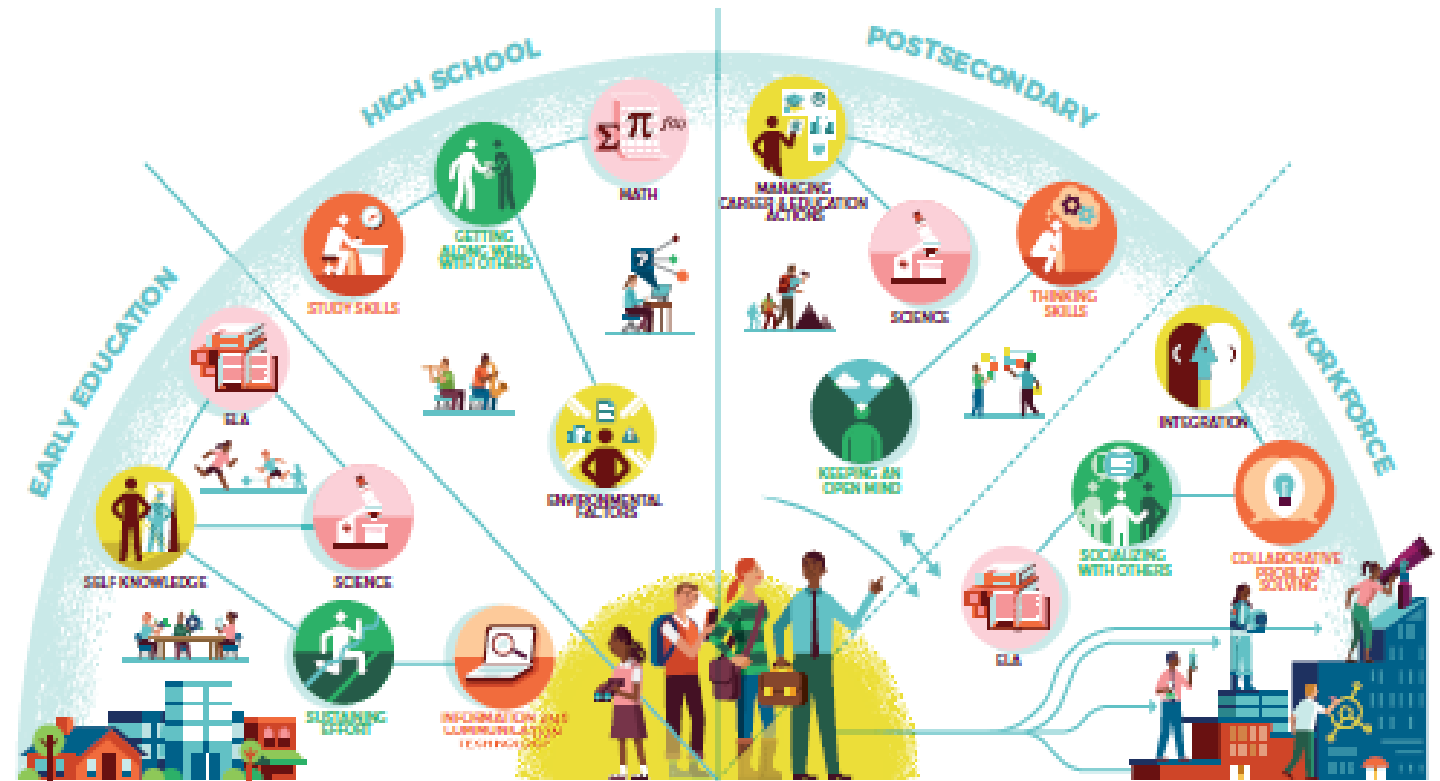 EARLY EDUCATION
HIGH SCHOOL
POSTSECONDARY
WORKFORCE
ELA
SELF KNOWLEDGE
SCIENCE
SUSTAINING
EFFORT
INFORMATION AND
COMMUNICATION
TECHNOLOGY
STUDY SKILLS
GETTING
ALONG WELL
WITH OTHERS
Σ π f(x)
MATH
?
ENVIRONMENTAL
FACTORS
MANAGING
CAREER & EDUCATION
ACTIONS
SCIENCE
THINKING
SKILLS
KEEPING AN
OPEN MIND
INTEGRATION
SOCIALIZING
WITH OTHERS
COLLABORATIVE
PROBLEM
SOLVING
ELA